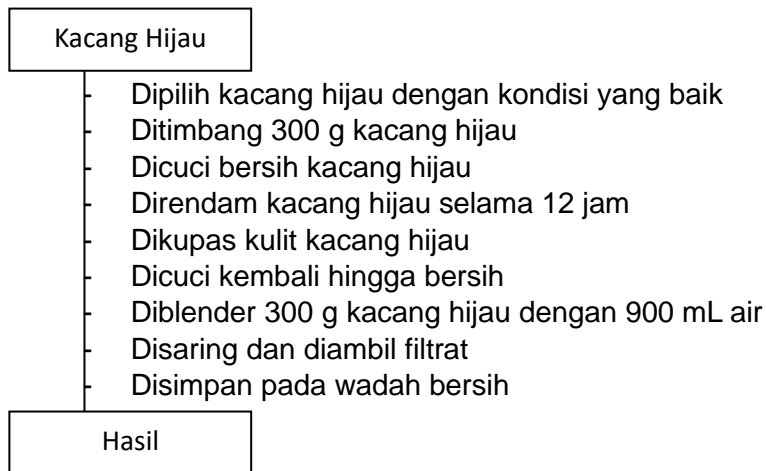 Kacang Hijau
- Dipilih kacang hijau dengan kondisi yang baik
- Ditimbang 300 g kacang hijau
- Dicuci bersih kacang hijau
- Direndam kacang hijau selama 12 jam
- Dikupas kulit kacang hijau
- Dicuci kembali hingga bersih
- Diblender 300 g kacang hijau dengan 900 mL air
- Disaring dan diambil filtrat
- Disimpan pada wadah bersih
Hasil